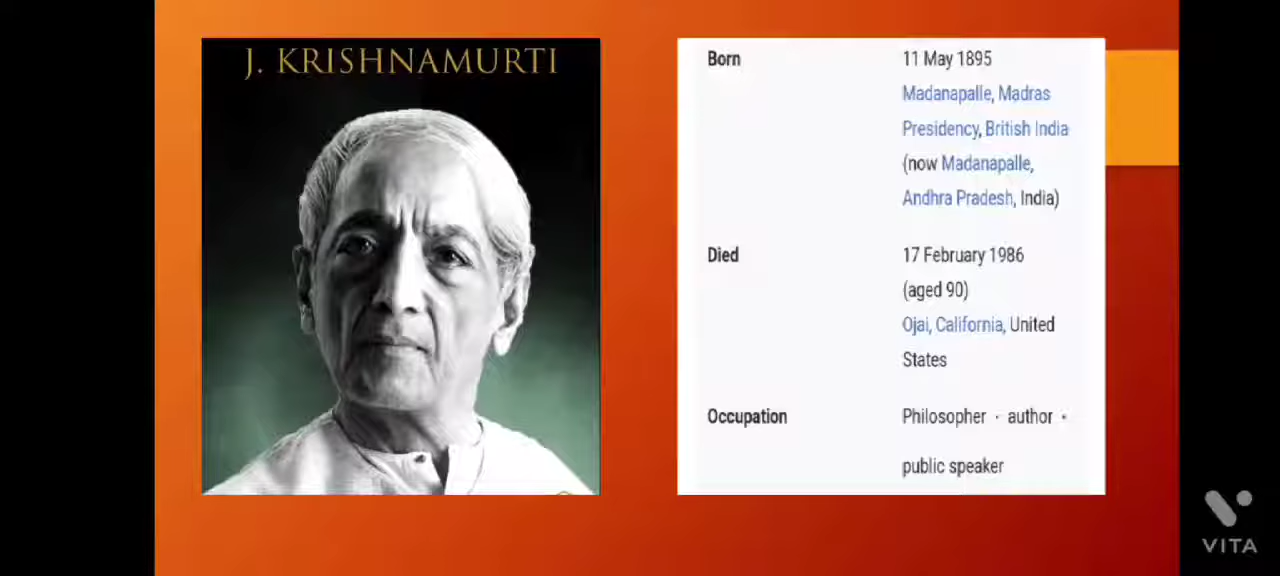 J. KRISHNAMURTI
Born 11 May 1895
Madanapalle, Madras
Presidency, British India
(now Madanapalle,
Andhra Pradesh, India)
Died 17 February 1986
(aged 90)
Ojai, California, United
States
Occupation Philosopher · author ·
public speaker
VITA